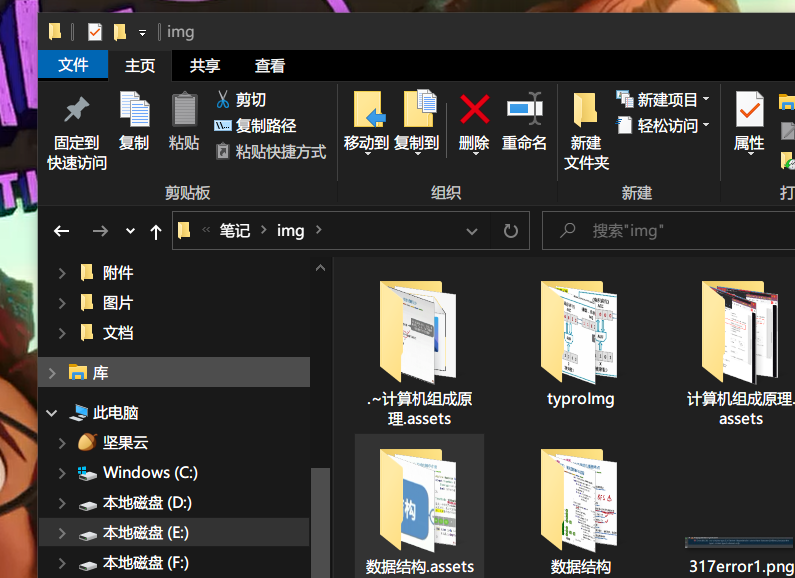 img
文件
主页
共享
查看
固定到
快速访问
复制
粘贴
剪切
复制路径
粘贴快捷方式
剪贴板
移动到
复制到
删除
重命名
组织
新建
文件夹
新建项目
轻松访问
新建
属性
打
« 笔记 > img >
搜索"img"
附件
图片
文档
库
此电脑
坚果云
Windows (C:)
本地磁盘 (D:)
本地磁盘 (E:)
本地磁盘 (F:)
.~计算机组成原
理.assets
typroImg
计算机组成原理.
assets
数据结构.assets
数据结构
317error1.png